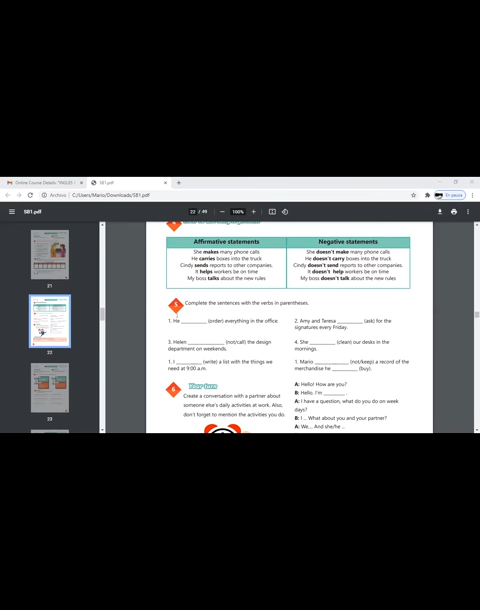 Online Course Details: "INGLES
SB1.pdf
Archivo
C:/Users/Mario/Downloads/SB1.pdf
En pausa
SB1.pdf
22 / 49
100%
21
22
23
Affirmative statements
Negative statements
She makes many phone calls
He carries boxes into the truck
Cindy sends reports to other companies.
It helps workers be on time
My boss talks about the new rules
She doesn't make many phone calls
He doesn't carry boxes into the truck
Cindy doesn't send reports to other companies.
It doesn't help workers be on time
My boss doesn't talk about the new rules
5
Complete the sentences with the verbs in parentheses.
1. He __________ (order) everything in the office.
2. Amy and Teresa __________ (ask) for the
signatures every Friday.
3. Helen __________ (not/call) the design
department on weekends.
4. She __________ (clean) our desks in the
mornings.
1. I __________ (write) a list with the things we
need at 9:00 a.m.
1. Mario _____________ (not/keep) a record of the
merchandise he __________ (buy).
6
Your turn
Create a conversation with a partner about
someone else's daily activities at work. Also,
don't forget to mention the activities you do.
A: Hello! How are you?
B: Hello. I'm ________ .
A: I have a question, what do you do on week
days?
B: I ... What about you and your partner?
A: We,... And she/he ..